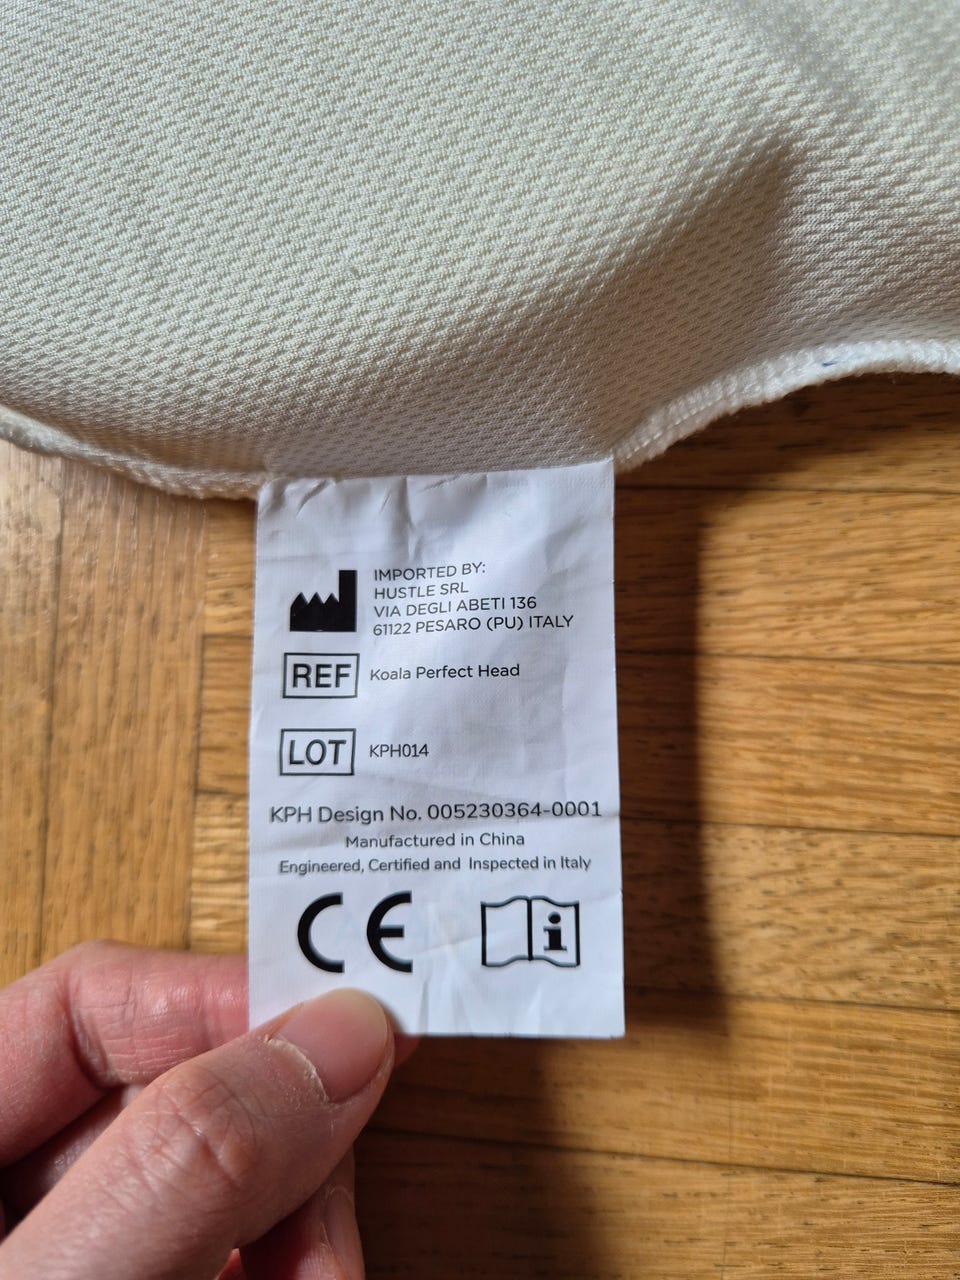 IMPORTED BY:
HUSTLE SRL
VIA DEGLI ABETI 136
61122 PESARO (PU) ITALY
REF Koala Perfect Head
LOT KPH014
KPH Design No. 005230364-0001
Manufactured in China
Engineered, Certified and Inspected in Italy
CE i